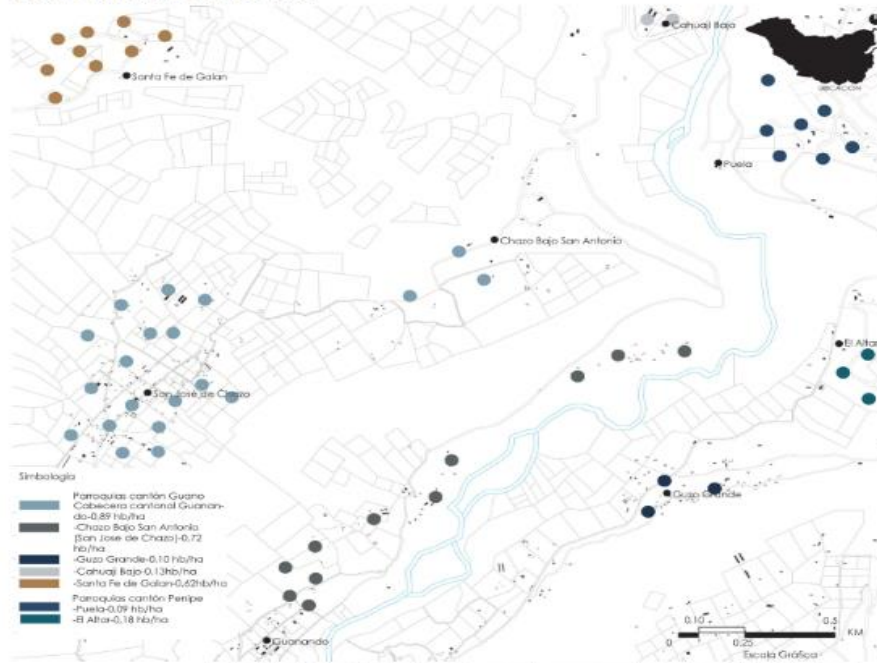 Cahuaji Bajo
UBICACIÓN
Santa Fe de Galan
Puela
Chazo Bajo San Antonio
El Altar
San José de Chazo
Guzo Grande
Guanando
Simbología
Parroquias cantón Guano
Cabecera cantonal Guanan-
do-0,89 hb/ha
-Chazo Bajo San Antonio
(San Jose de Chazo)-0,72
hb/ha
-Guzo Grande-0,10 hb/ha
-Cahuaji Bajo-0,13hb/ha
-Santa Fe de Galan-0,62hb/ha
Parroquias cantón Penipe
-Puela-0,09 hb/ha
-El Altar-0,18 hb/ha
0.10
0.5
KM
0
0.25
Escala Gráfica